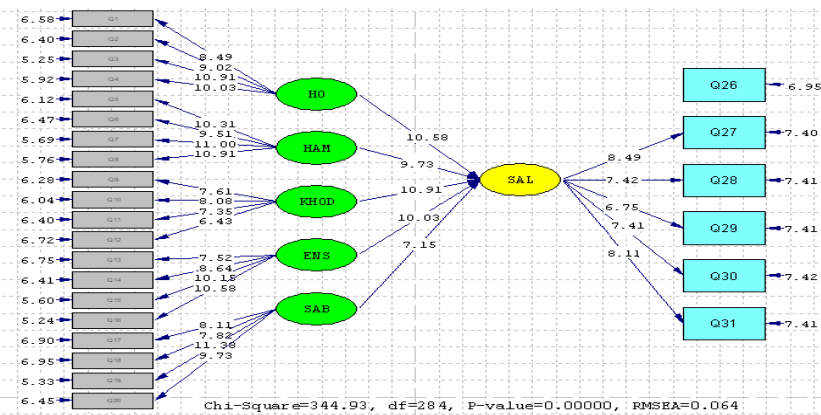 6.58 Q1
6.40 Q2
5.25 Q3
5.92 Q4
6.12 Q5
6.47 Q6
5.69 Q7
5.76 Q8
6.28 Q9
6.04 Q10
6.40 Q11
6.72 Q12
6.75 Q13
6.41 Q14
5.60 Q15
5.24 Q16
6.90 Q17
6.95 Q18
5.33 Q19
6.45 Q20
8.49
9.02
10.91
10.03
10.31
9.51
11.00
10.91
7.61
8.08
7.35
6.43
7.52
8.64
10.15
10.58
8.11
7.82
11.38
9.73
HO
HAM
KHOD
ENS
SAB
10.58
9.73
10.91
10.03
7.15
SAL
8.49
7.42
6.75
7.41
8.11
Q26 6.95
Q27 7.40
Q28 7.41
Q29 7.41
Q30 7.42
Q31 7.41
Chi-Square=344.93, df=284, P-value=0.00000, RMSEA=0.064